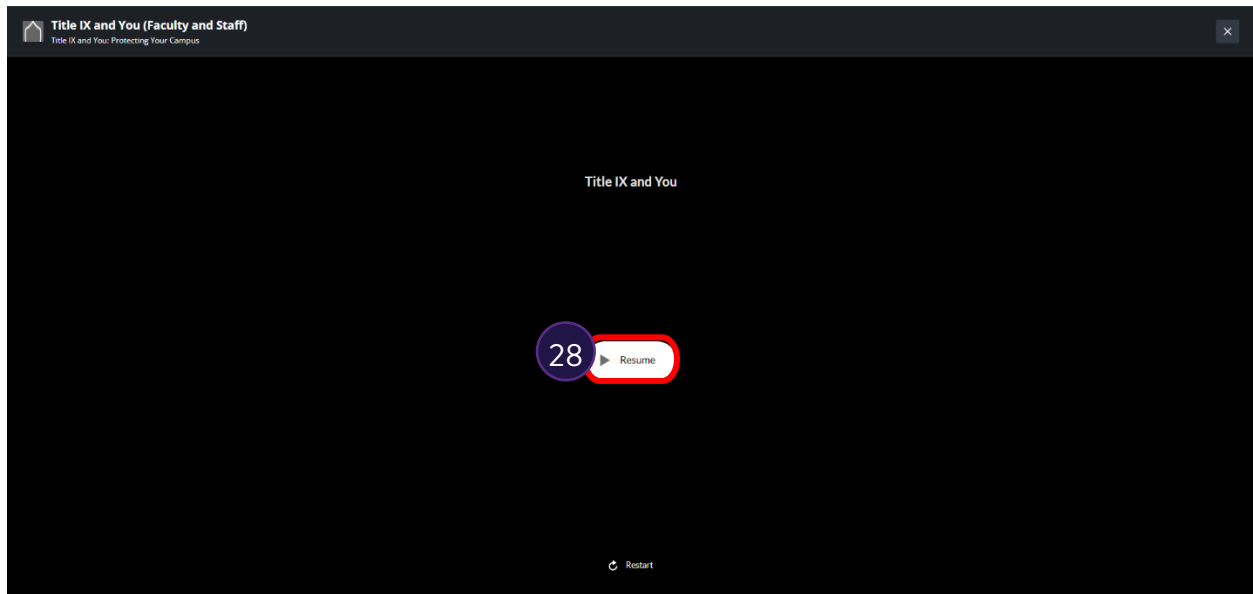 Title IX and You (Faculty and Staff)
Title IX and You: Protecting Your Campus
Title IX and You
28
Resume
Restart